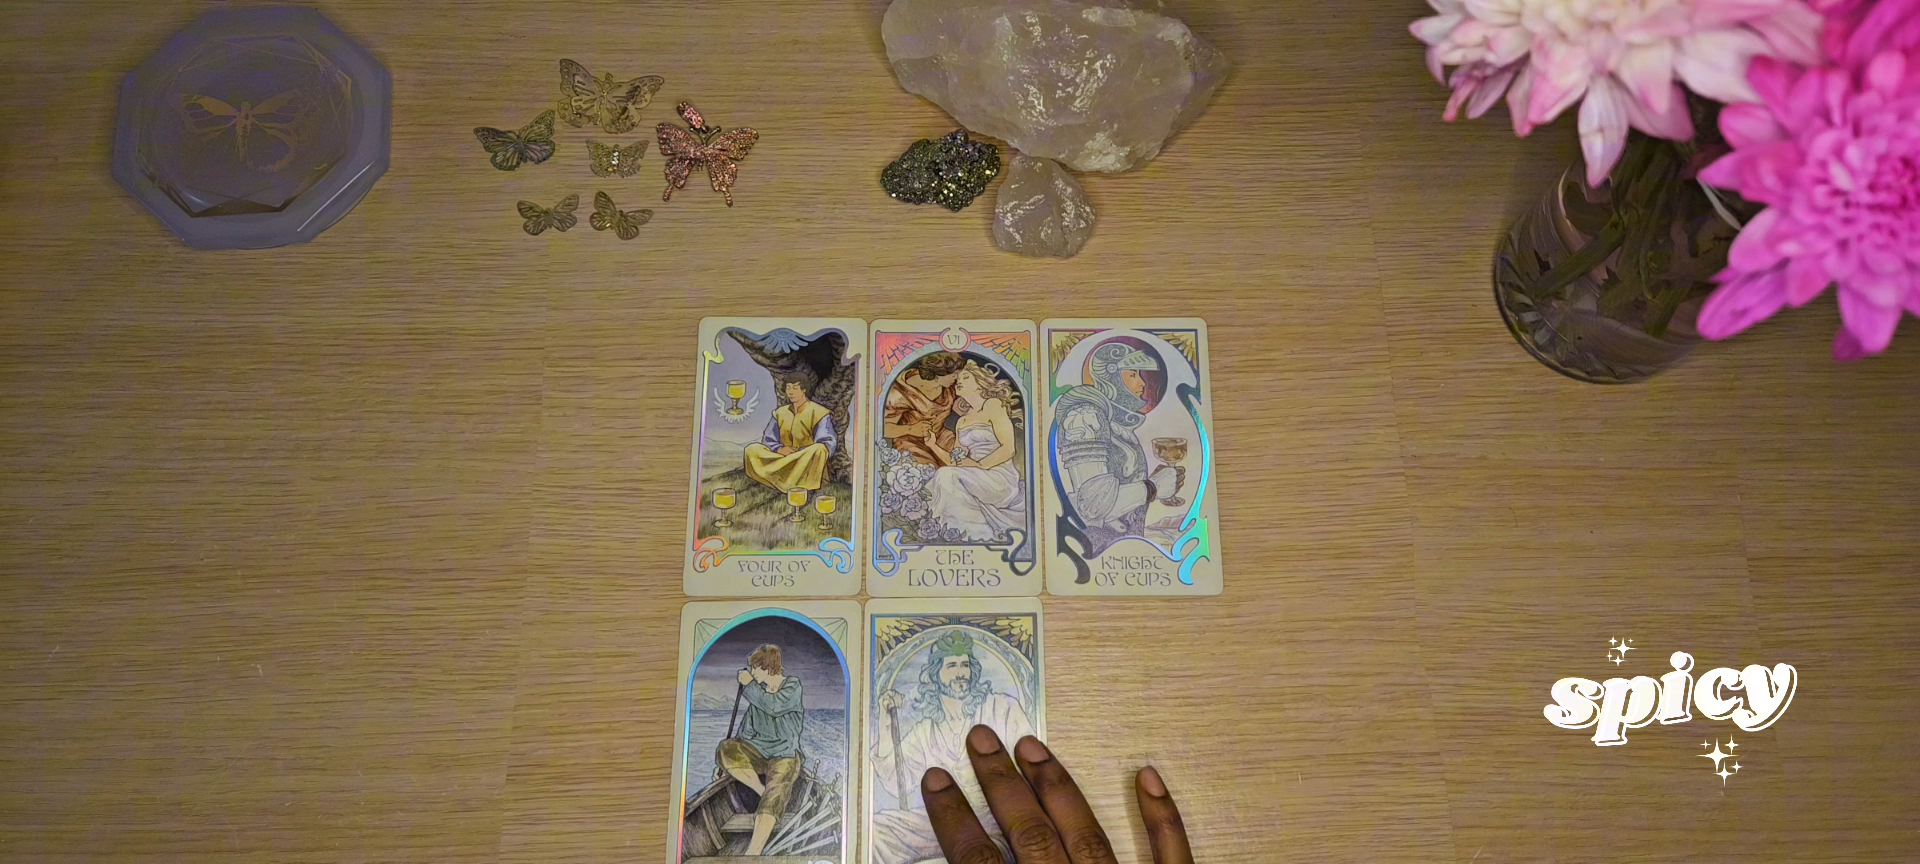 VI
FOUR OF
CUPS
THE
LOVERS
KNIGHT
OF CUPS
spicy